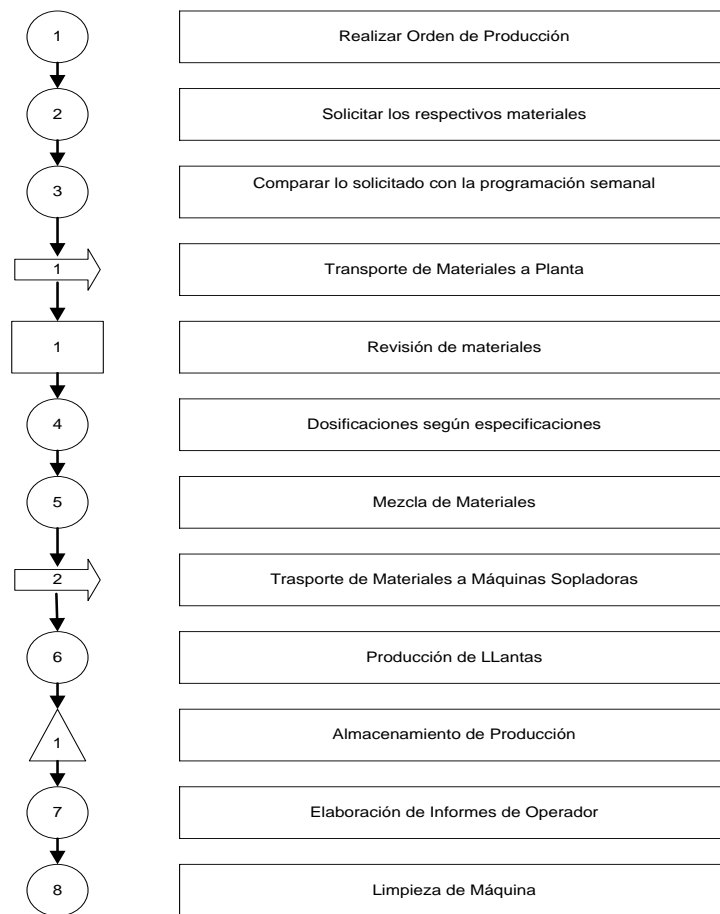 1
Realizar Orden de Producción
2
Solicitar los respectivos materiales
3
Comparar lo solicitado con la programación semanal
1
Transporte de Materiales a Planta
1
Revisión de materiales
4
Dosificaciones según especificaciones
5
Mezcla de Materiales
2
Trasporte de Materiales a Máquinas Sopladoras
6
Producción de LLantas
1
Almacenamiento de Producción
7
Elaboración de Informes de Operador
8
Limpieza de Máquina